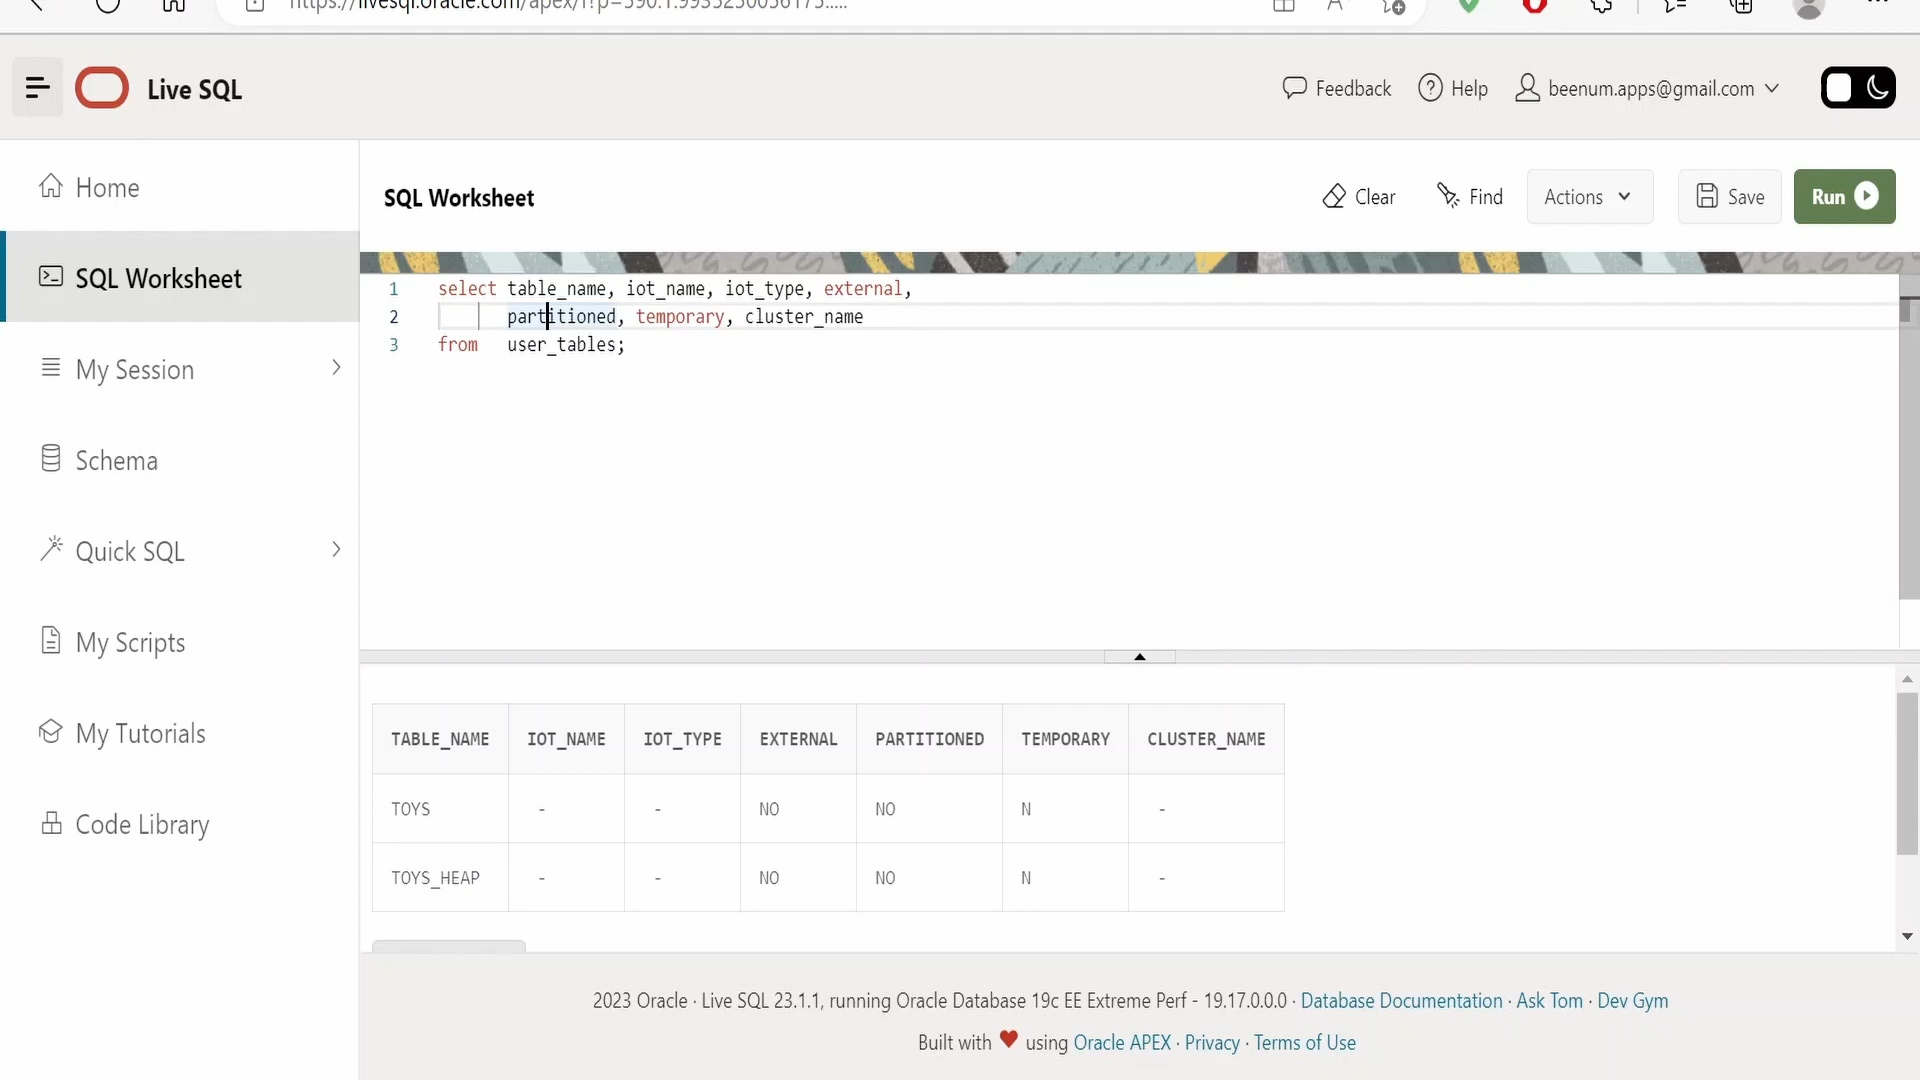 Live SQL
Feedback
Help
beenum.apps@gmail.com
Home
SQL Worksheet
My Session
Schema
Quick SQL
My Scripts
My Tutorials
Code Library
SQL Worksheet
Clear
Find
Actions
Save
Run
1 select table_name, iot_name, iot_type, external,
2 partitioned, temporary, cluster_name
3 from user_tables;
TABLE_NAME IOT_NAME IOT_TYPE EXTERNAL PARTITIONED TEMPORARY CLUSTER_NAME
TOYS - - NO NO N -
TOYS_HEAP - - NO NO N -
2023 Oracle · Live SQL 23.1.1, running Oracle Database 19c EE Extreme Perf - 19.17.0.0.0 · Database Documentation · Ask Tom · Dev Gym
Built with ♥ using Oracle APEX · Privacy · Terms of Use